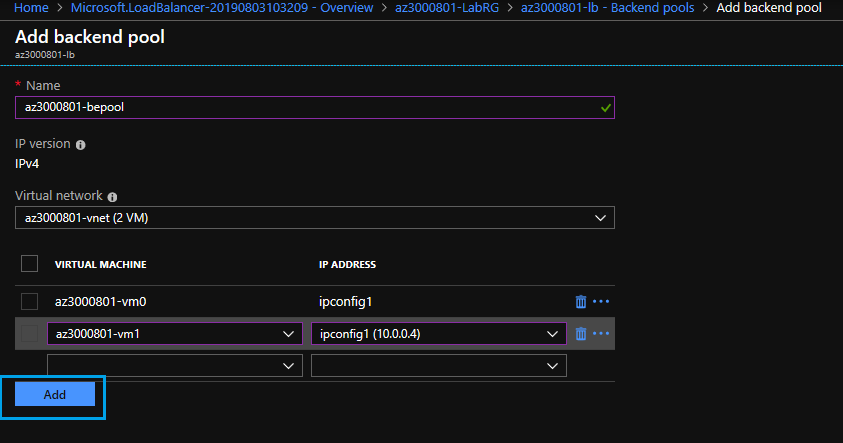 Home > Microsoft.LoadBalancer-20190803103209 - Overview > az3000801-LabRG > az3000801-lb - Backend pools > Add backend pool
Add backend pool
az3000801-lb
* Name
az3000801-bepool
IP version
IPv4
Virtual network
az3000801-vnet (2 VM)
VIRTUAL MACHINE IP ADDRESS
az3000801-vm0 ipconfig1
az3000801-vm1 ipconfig1 (10.0.0.4)
Add